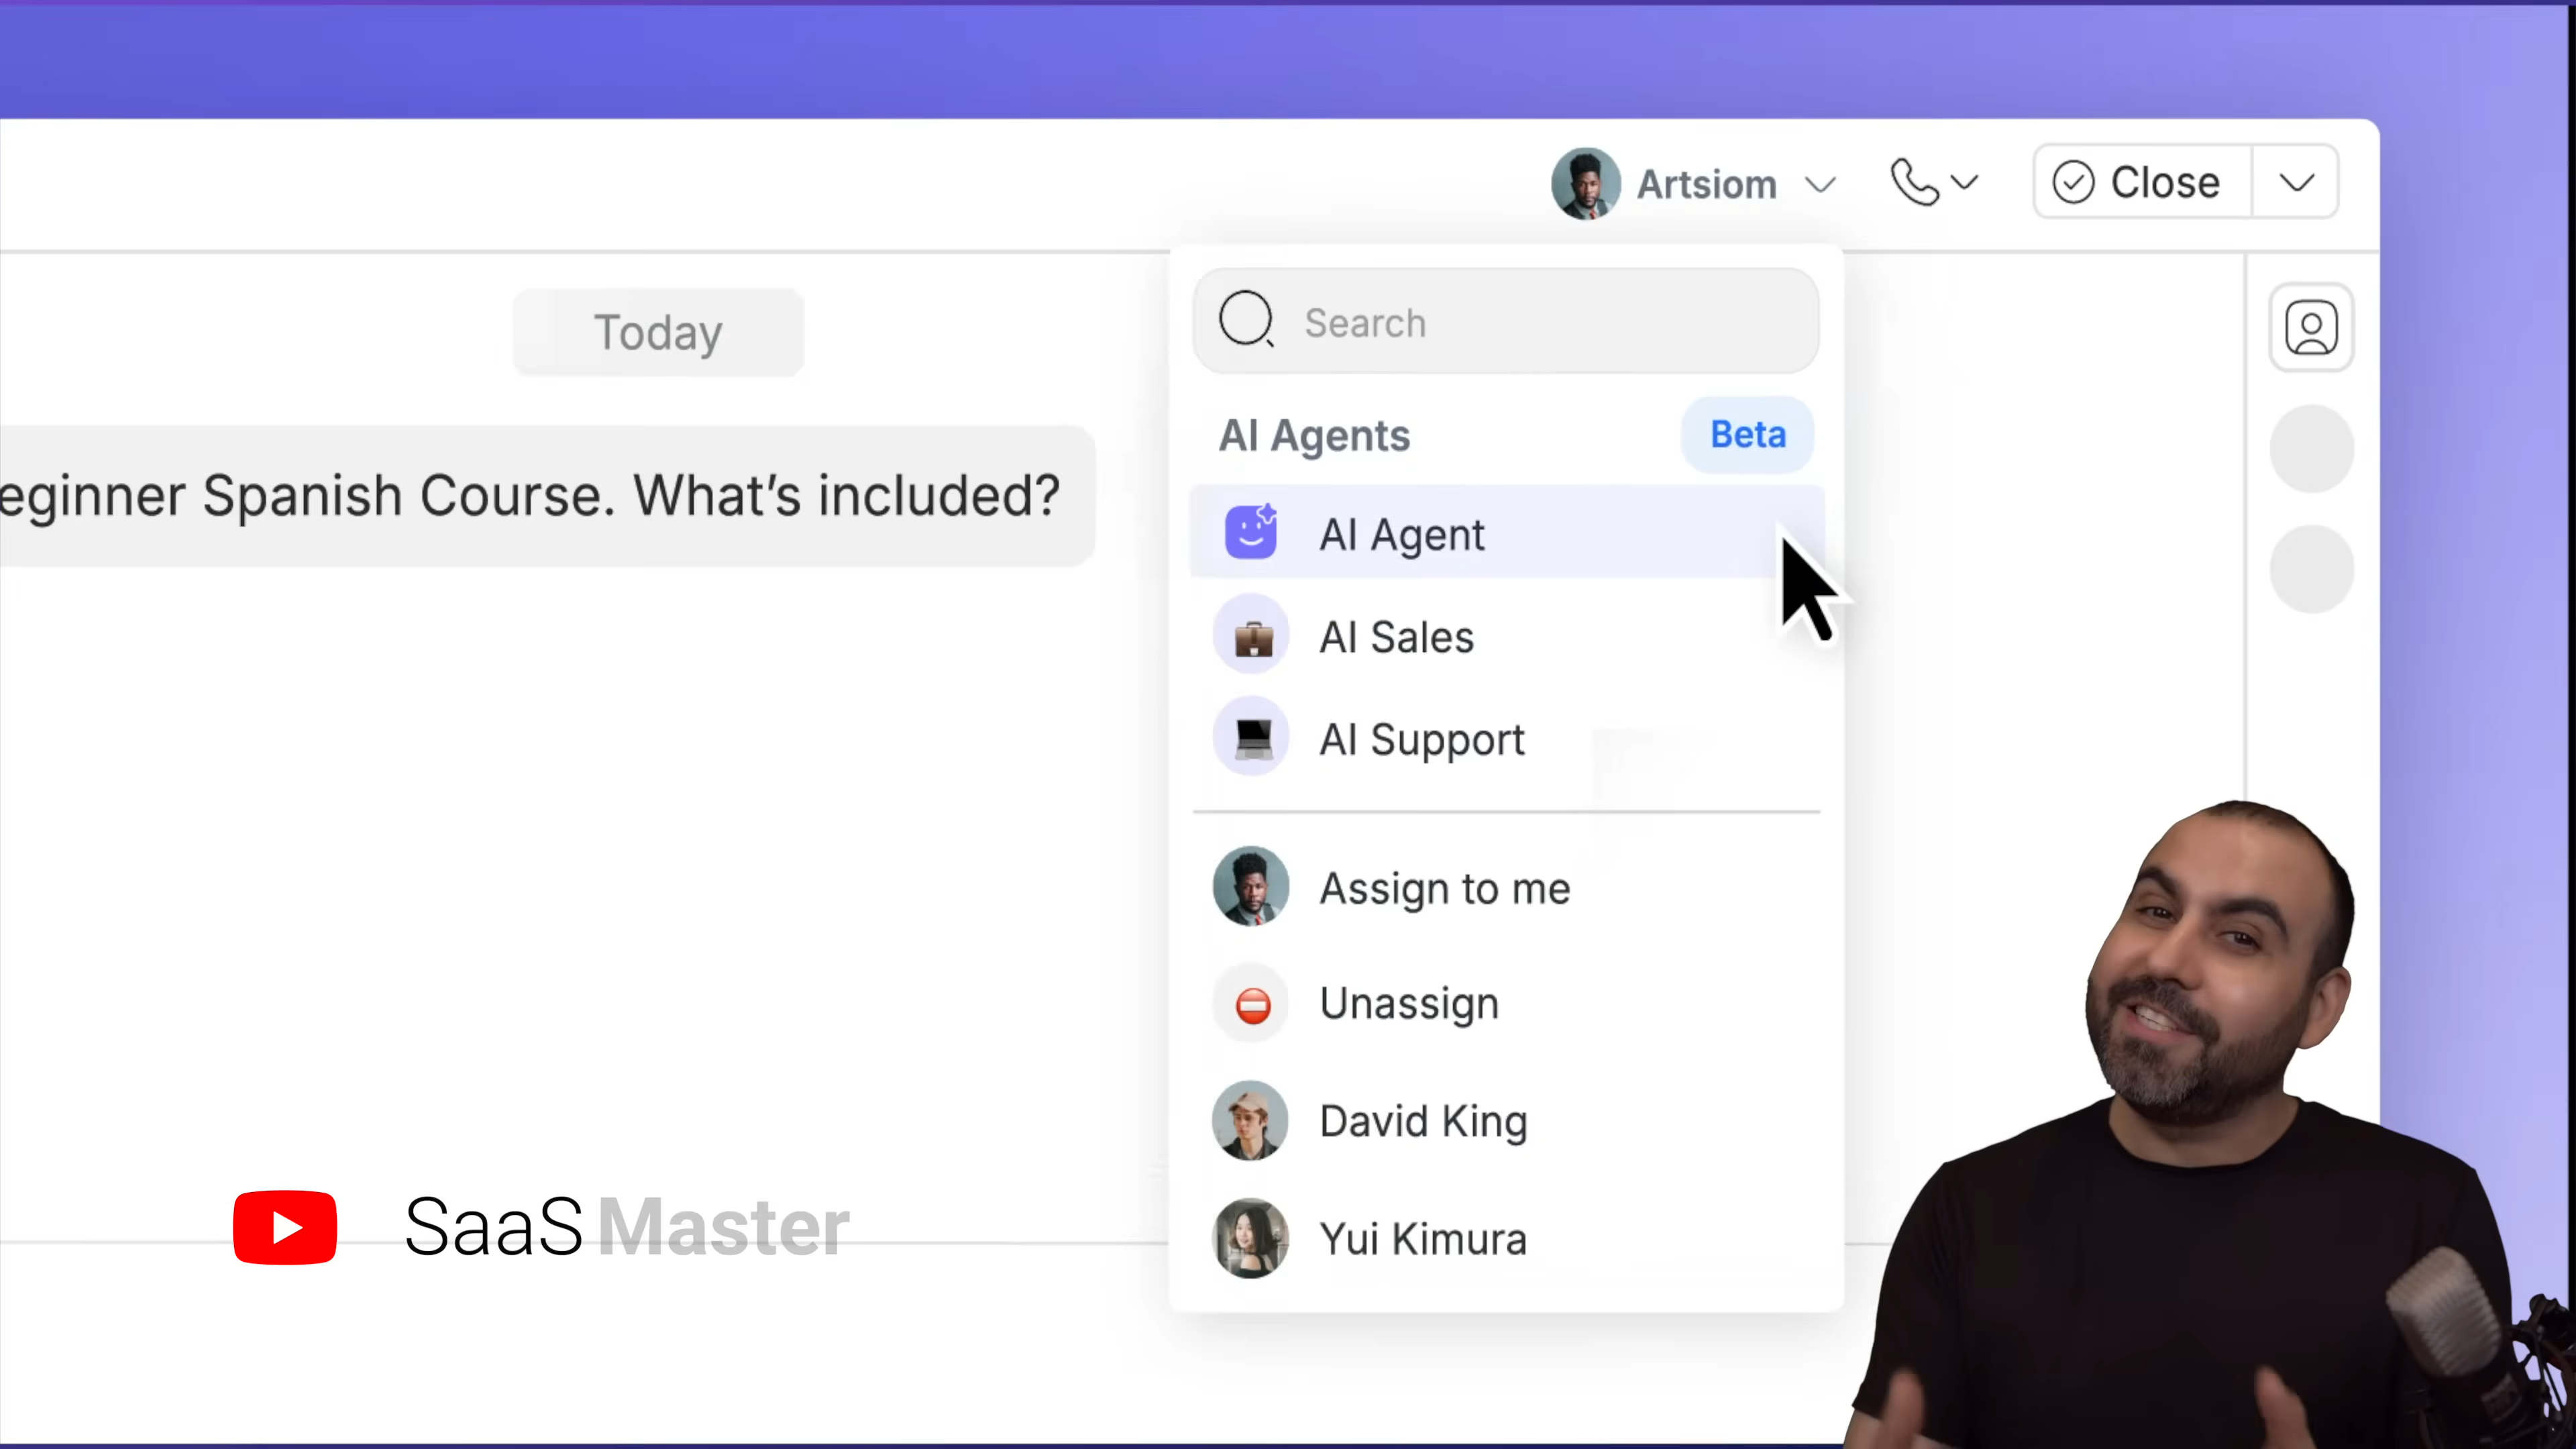 Artsiom
Close
Search
Today
AI Agents
Beta
eginner Spanish Course. What's included?
AI Agent
AI Sales
AI Support
Assign to me
Unassign
David King
Yui Kimura
SaaS Master